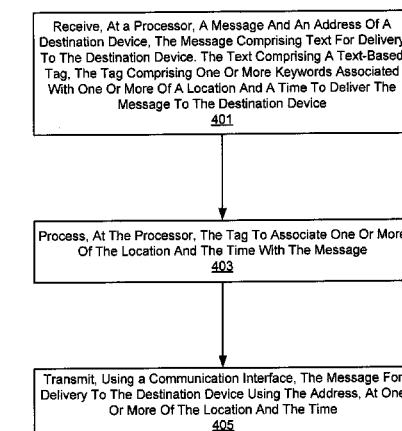 Receive, At a Processor, A Message And An Address Of A
Destination Device, The Message Comprising Text For Delivery
To The Destination Device. The Text Comprising A Text-Based
Tag, The Tag Comprising One Or More Keywords Associated
With One Or More Of A Location And A Time To Deliver The
Message To The Destination Device
401
Process, At The Processor, The Tag To Associate One Or More
Of The Location And The Time With The Message
403
Transmit, Using a Communication Interface, The Message For
Delivery To The Destination Device Using The Address, At One
Or More Of The Location And The Time
405